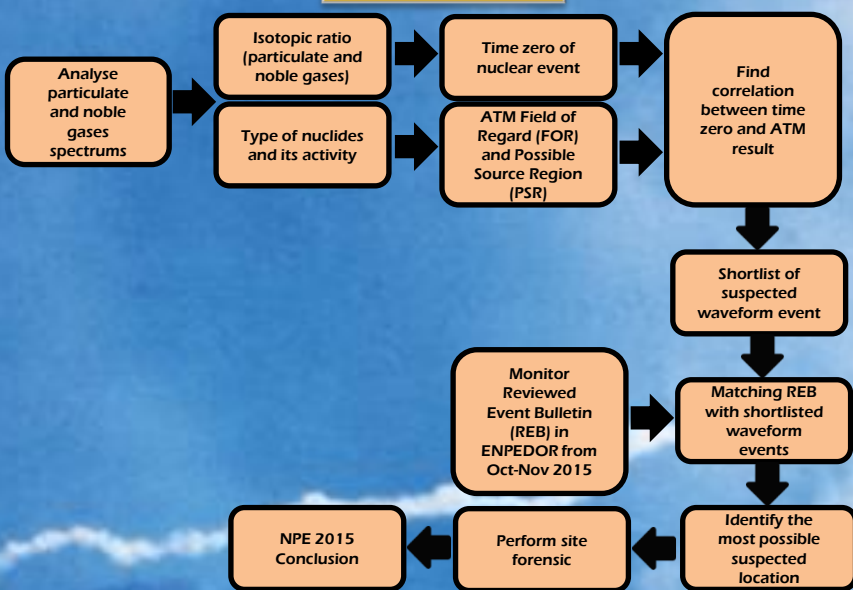 Analyse
particulate
and noble
gases
spectrums
Isotopic ratio
(particulate and
noble gases)
Time zero of
nuclear event
Type of nuclides
and its activity
ATM Field of
Regard (FOR)
and Possible
Source Region
(PSR)
Find
correlation
between time
zero and ATM
result
Shortlist of
suspected
waveform event
Monitor
Reviewed
Event Bulletin
(REB) in
ENPEDOR from
Oct-Nov 2015
Matching REB
with shortlisted
waveform
events
Identify the
most possible
suspected
location
Perform site
forensic
NPE 2015
Conclusion